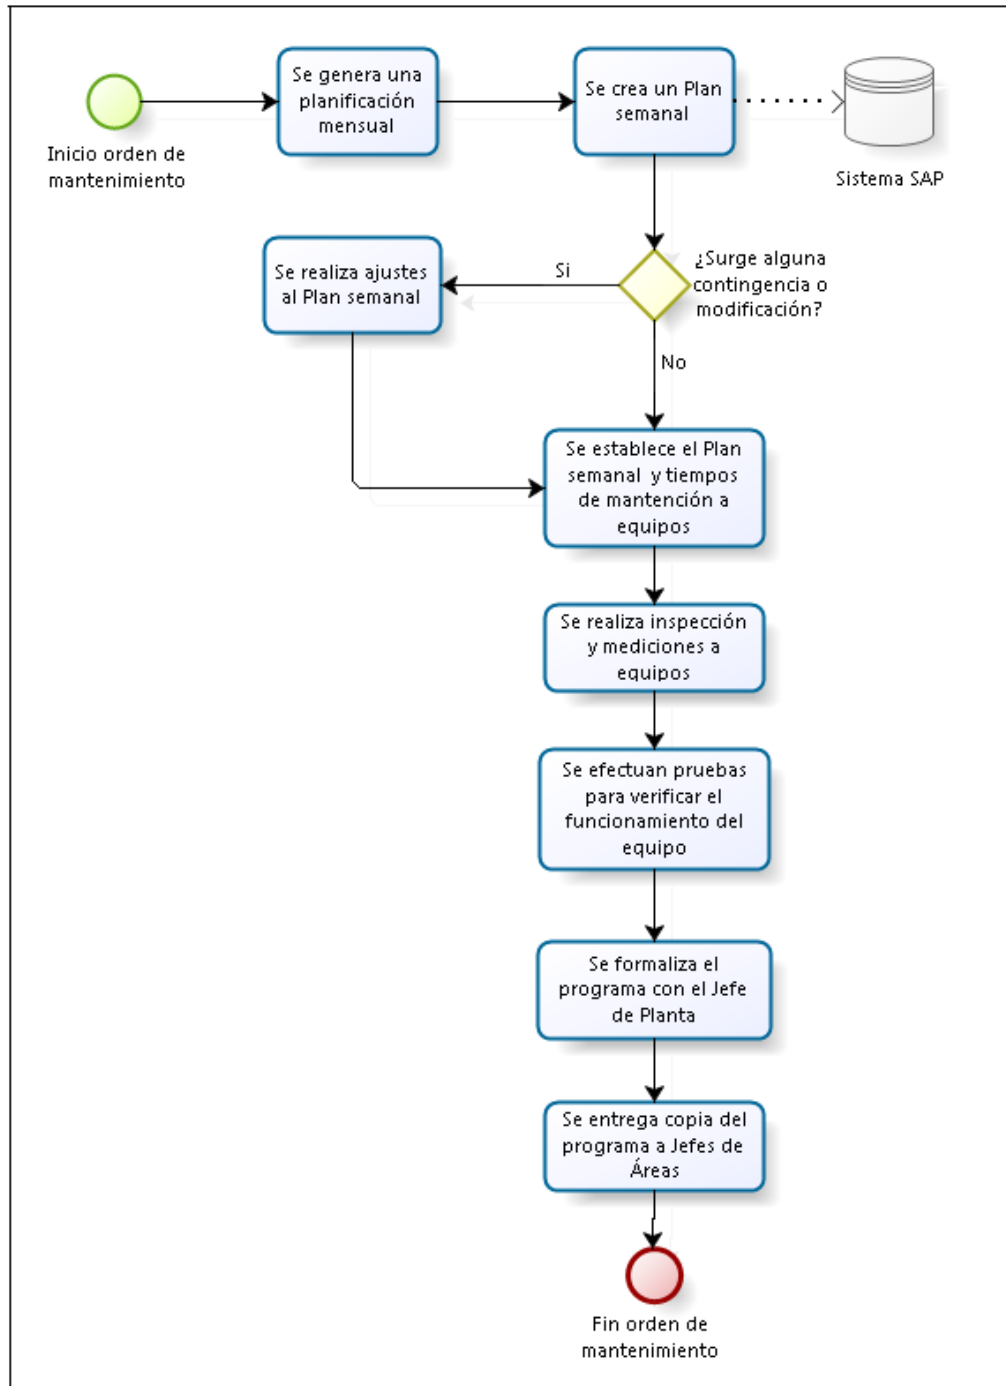 Se genera una
planificación
mensual
Se crea un Plan
semanal
Inicio orden de
mantenimiento
Sistema SAP
¿Surge alguna
contingencia o
modificación?
Si
Se realiza ajustes
al Plan semanal
No
Se establece el Plan
semanal y tiempos
de mantención a
equipos
Se realiza inspección
y mediciones a
equipos
Se efectuan pruebas
para verificar el
funcionamiento del
equipo
Se formaliza el
programa con el Jefe
de Planta
Se entrega copia del
programa a Jefes de
Áreas
Fin orden de
mantenimiento